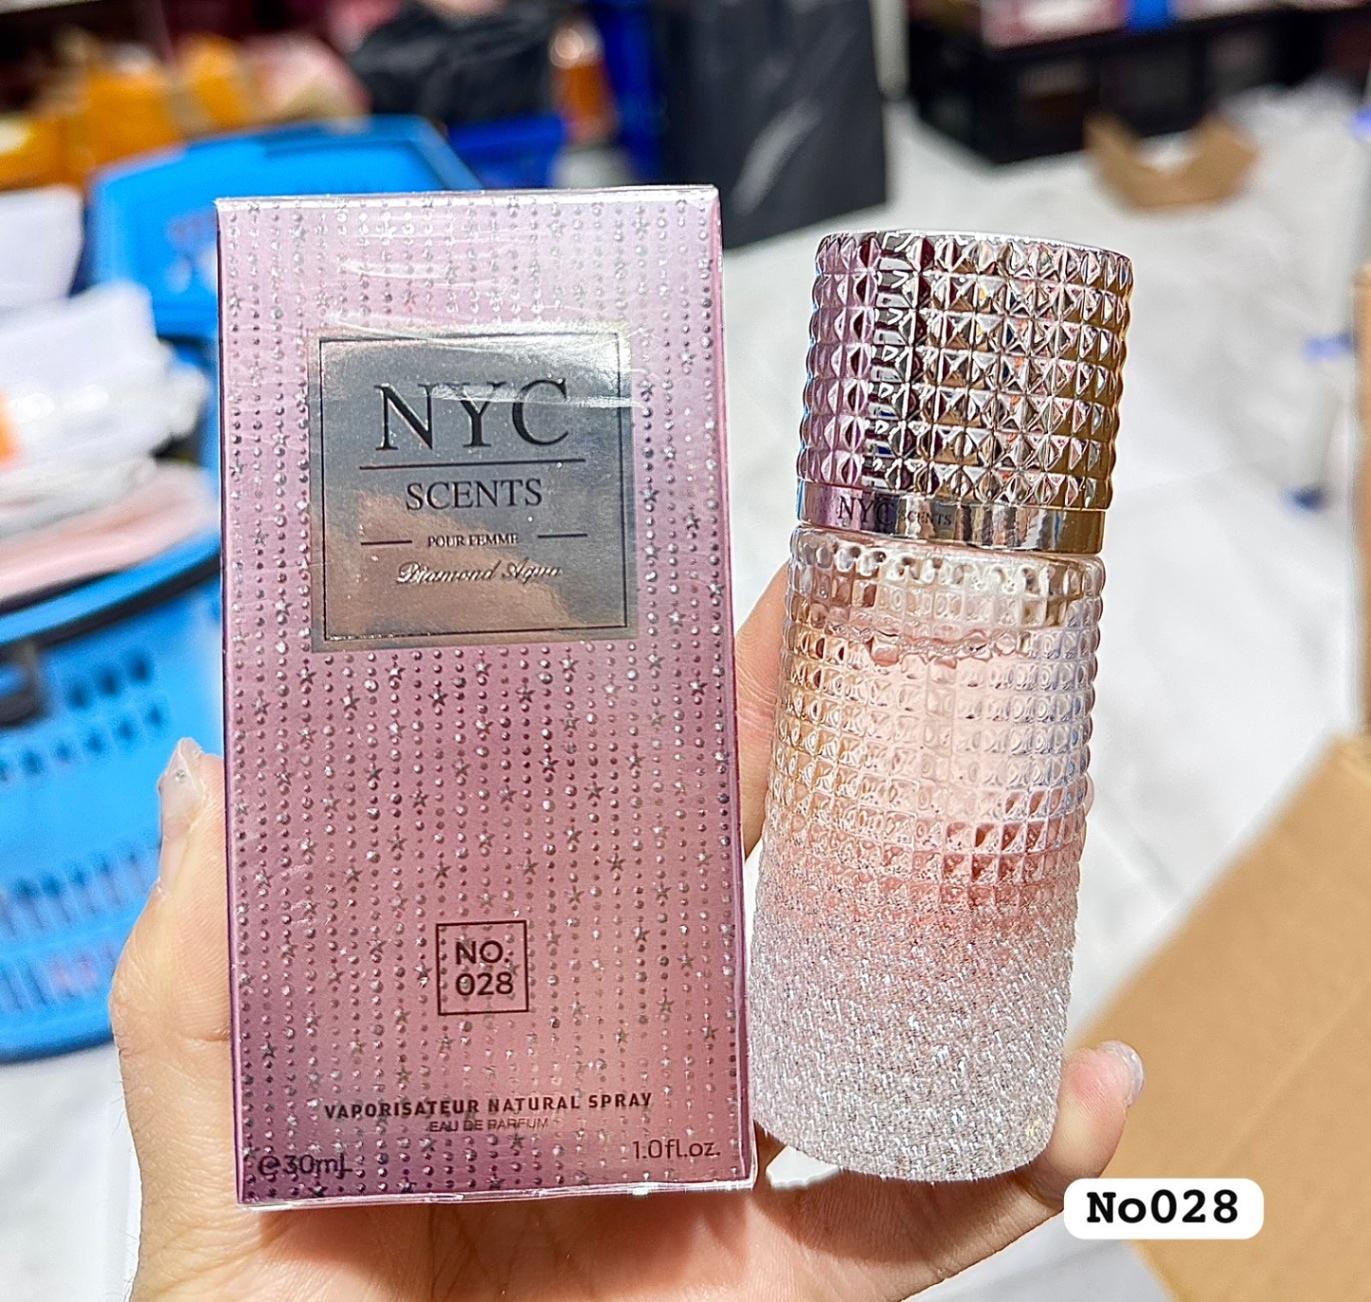 NYC
SCENTS
POUR FEMME
Diamond Aqua
NO.
028
VAPORISATEUR NATURAL SPRAY
EAU DE PARFUM
℮30mL
1.0fl.oz.
NYC SCENTS
No028